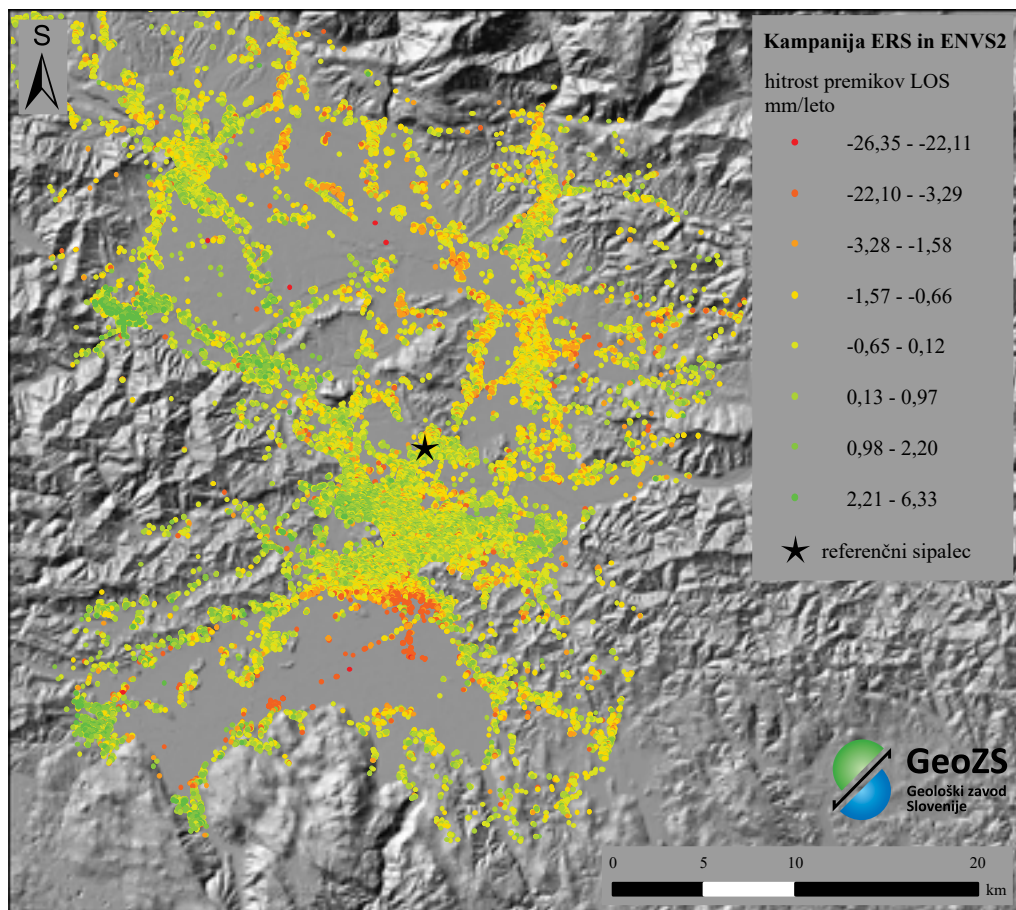 S
Kampanija ERS in ENVS2
hitrost premikov LOS
mm/leto
-26,35 - -22,11
-22,10 - -3,29
-3,28 - -1,58
-1,57 - -0,66
-0,65 - 0,12
0,13 - 0,97
0,98 - 2,20
2,21 - 6,33
referenčni sipalec
GeoZS
Geološki zavod
Slovenije
0 5 10 20
km